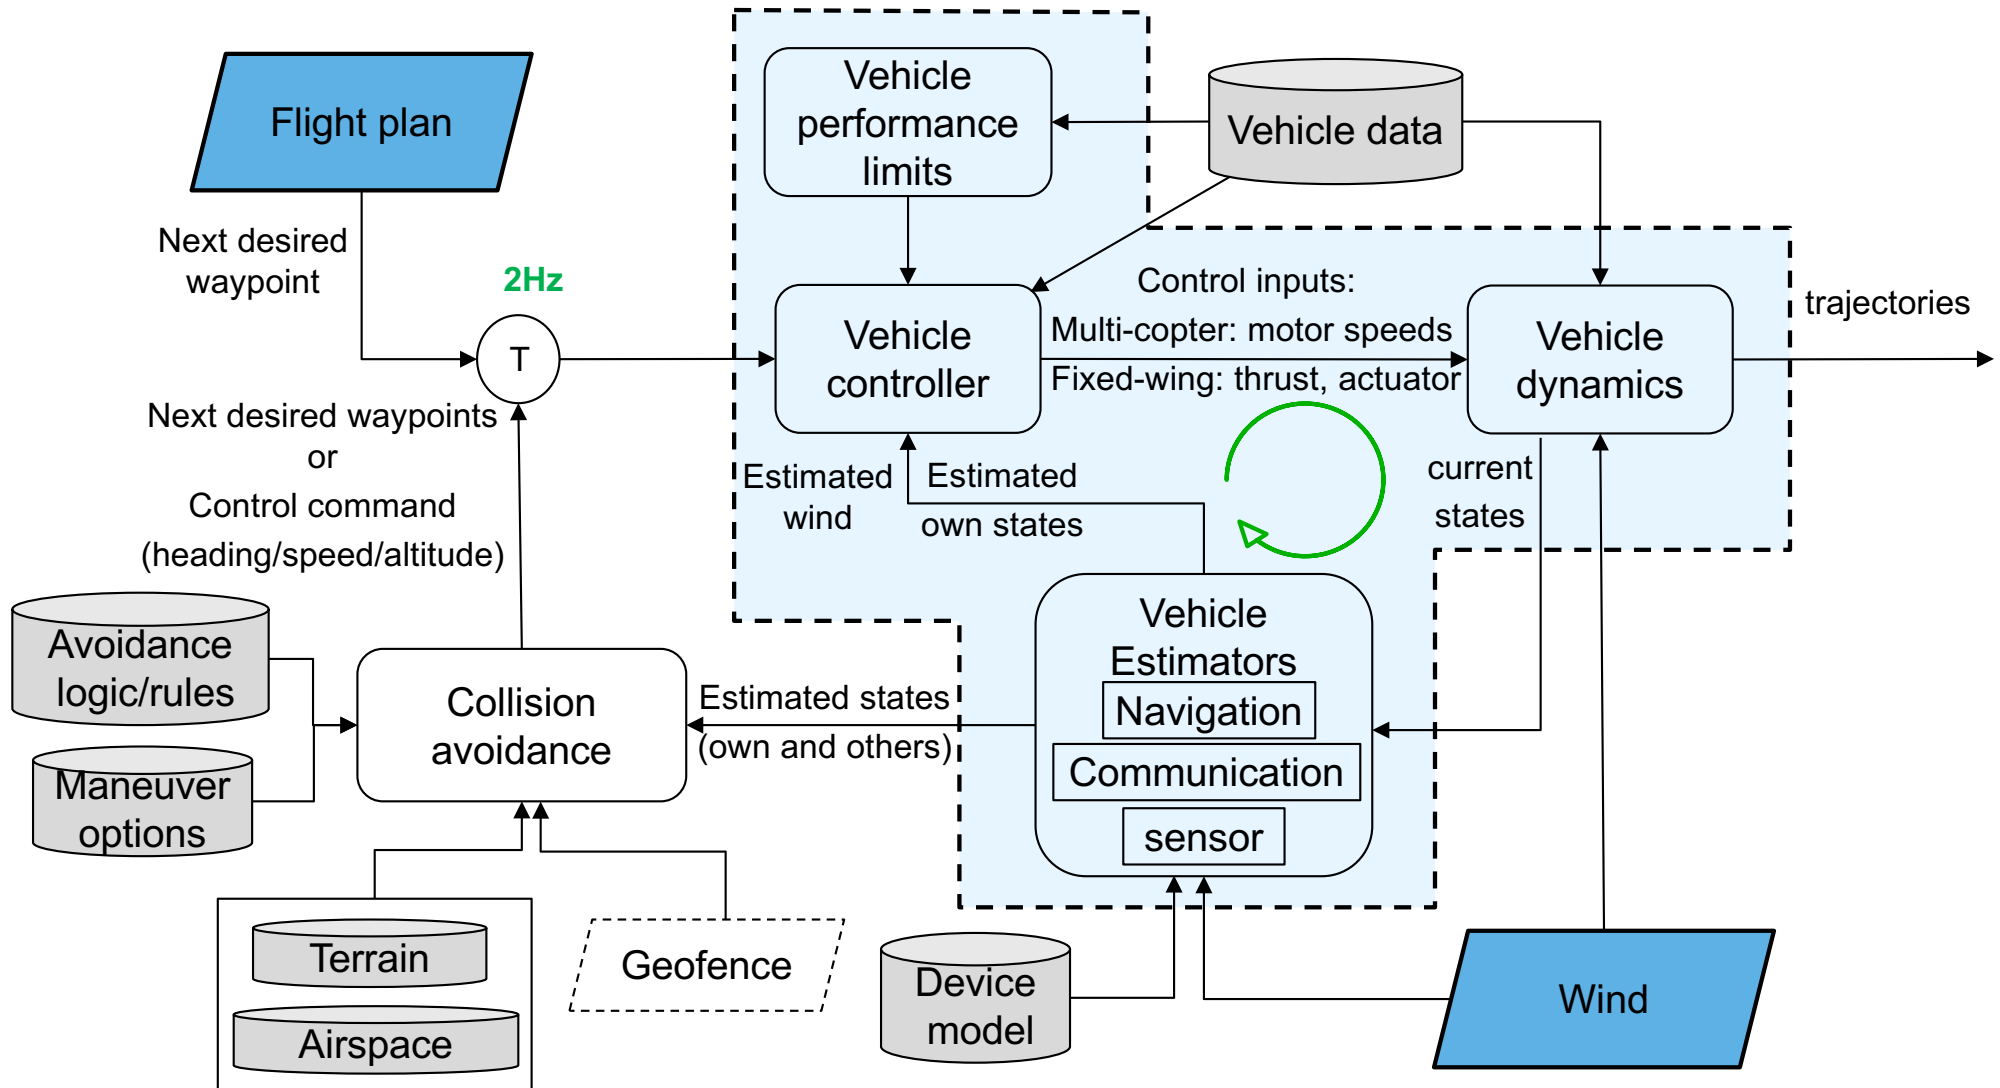 Flight plan
Vehicle
performance
limits
Vehicle data
Next desired
waypoint
2Hz
T
Vehicle
controller
Control inputs:
Multi-copter: motor speeds
Fixed-wing: thrust, actuator
Vehicle
dynamics
trajectories
Next desired waypoints
or
Control command
(heading/speed/altitude)
Estimated
wind
Estimated
own states
current
states
Avoidance
logic/rules
Maneuver
options
Collision
avoidance
Estimated states
(own and others)
Vehicle
Estimators
Navigation
Communication
sensor
Terrain
Airspace
Geofence
Device
model
Wind